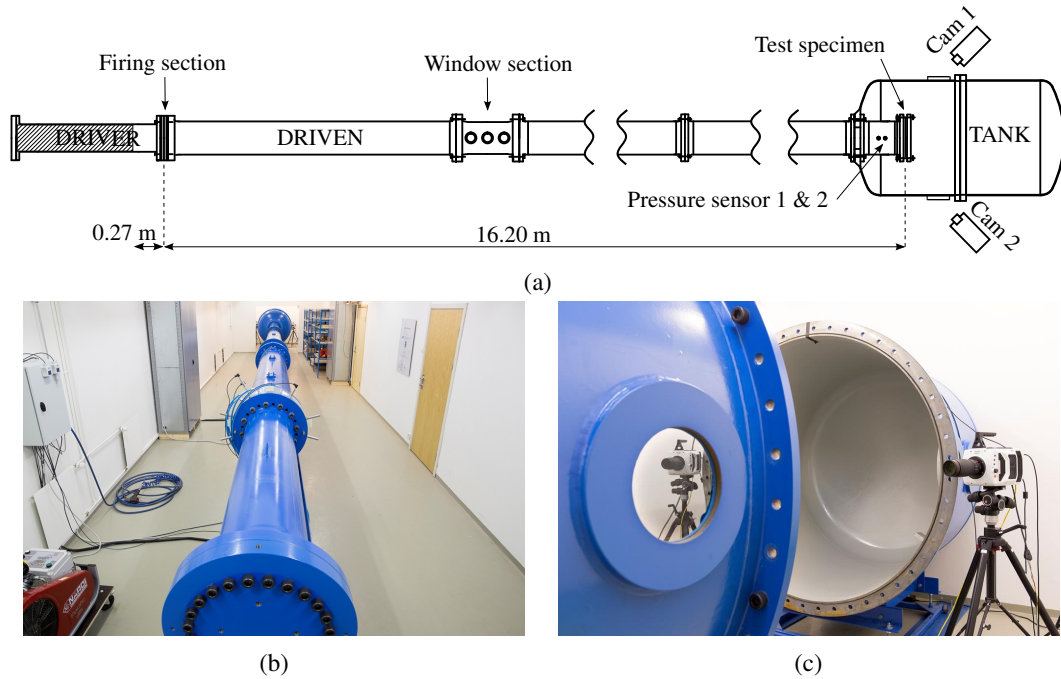 Cam 1
Test specimen
Firing section
Window section
DRIVER
DRIVEN
TANK
Pressure sensor 1 & 2
Cam 2
0.27 m
16.20 m
(a)
(b)
(c)